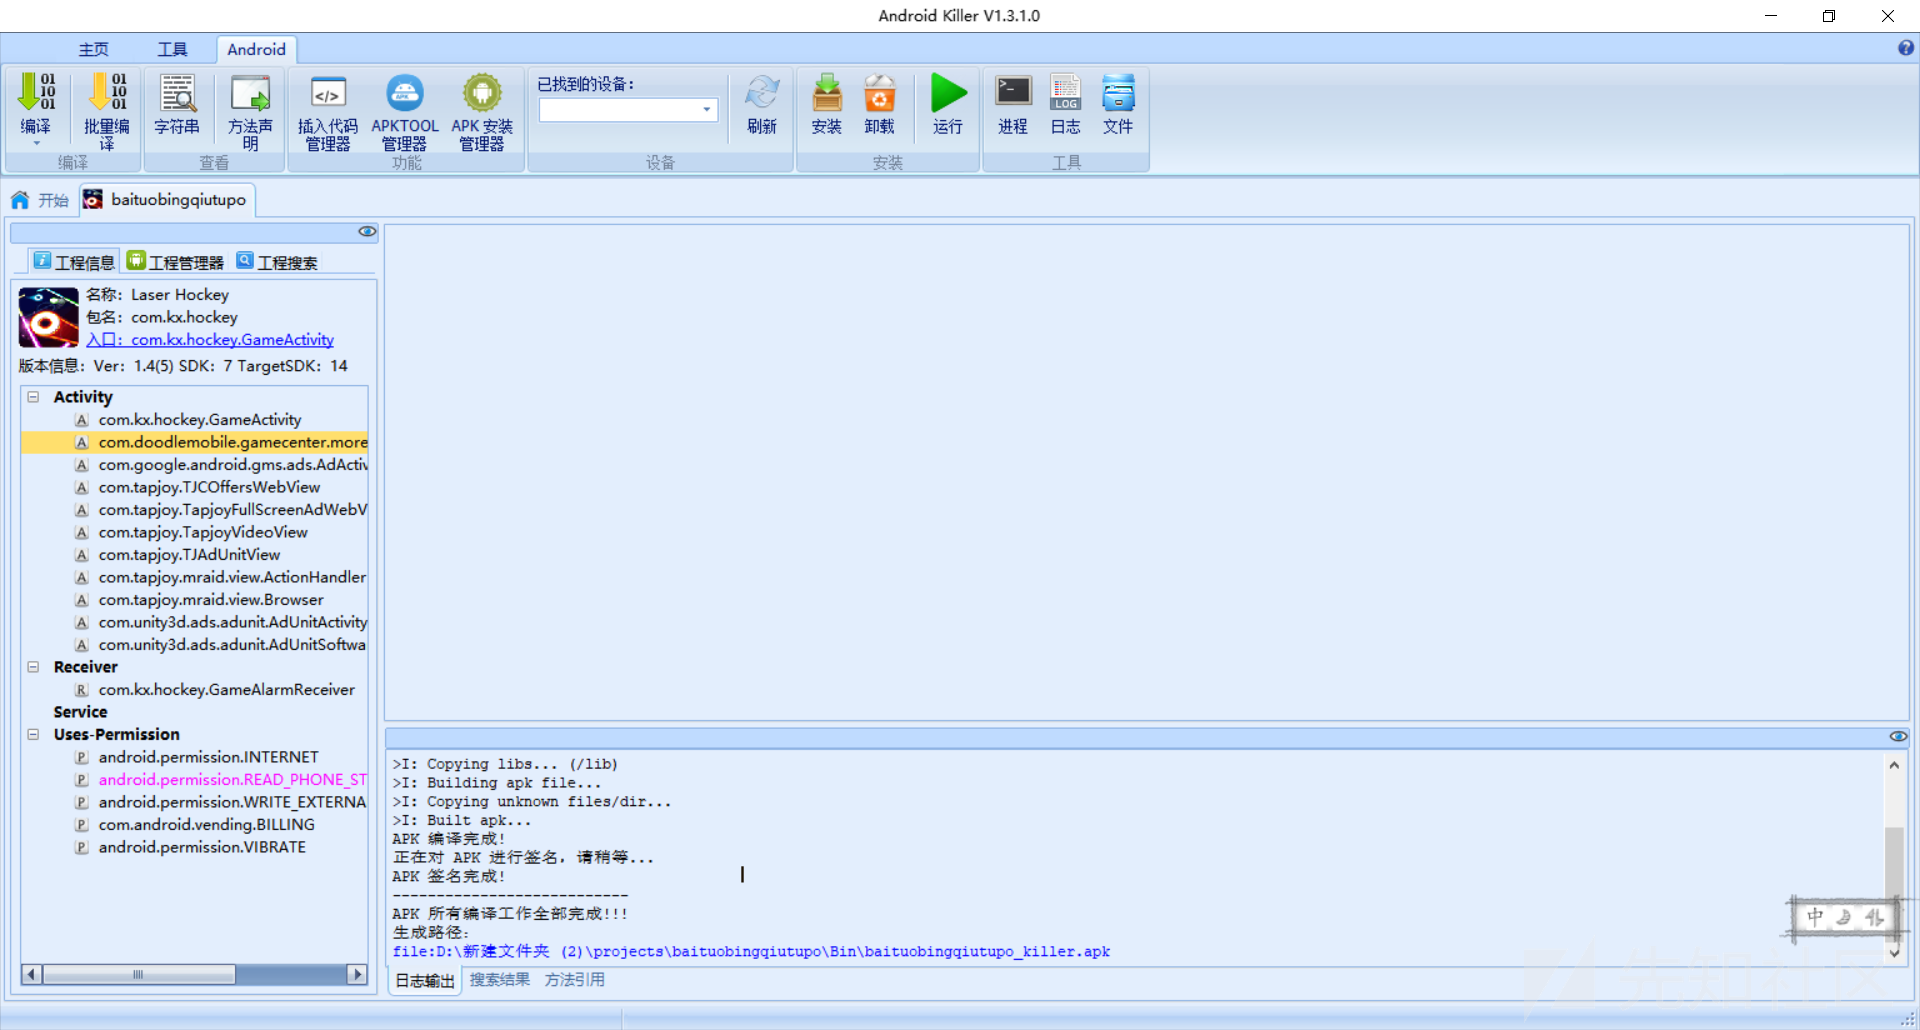 Android Killer V1.3.1.0
主页 工具 Android
编译
批量编译
字符串
方法声明
插入代码管理器
APKTOOL 管理器
APK 安装管理器
已找到的设备：
刷新
安装
卸载
运行
进程
日志
文件
编译 查看 功能 设备 安装 工具
开始 baituobingqiutupo
工程信息 工程管理器 工程搜索
名称： Laser Hockey
包名： com.kx.hockey
入口： com.kx.hockey.GameActivity
版本信息：Ver：1.4(5) SDK：7 TargetSDK：14
Activity
A com.kx.hockey.GameActivity
A com.doodlemobile.gamecenter.more
A com.google.android.gms.ads.AdActiv
A com.tapjoy.TJCOffersWebView
A com.tapjoy.TapjoyFullScreenAdWebV
A com.tapjoy.TapjoyVideoView
A com.tapjoy.TJAdUnitView
A com.tapjoy.mraid.view.ActionHandler
A com.tapjoy.mraid.view.Browser
A com.unity3d.ads.adunit.AdUnitActivity
A com.unity3d.ads.adunit.AdUnitSoftwa
Receiver
R com.kx.hockey.GameAlarmReceiver
Service
Uses-Permission
P android.permission.INTERNET
P android.permission.READ_PHONE_ST
P android.permission.WRITE_EXTERNA
P com.android.vending.BILLING
P android.permission.VIBRATE
>I: Copying libs... (/lib)
>I: Building apk file...
>I: Copying unknown files/dir...
>I: Built apk...
APK 编译完成!
正在对 APK 进行签名，请稍等...
APK 签名完成!
---------------------------
APK 所有编译工作全部完成!!!
生成路径：
file:D:\新建文件夹 (2)\projects\baituobingqiutupo\Bin\baituobingqiutupo_killer.apk
日志输出 搜索结果 方法引用
中
先知社区